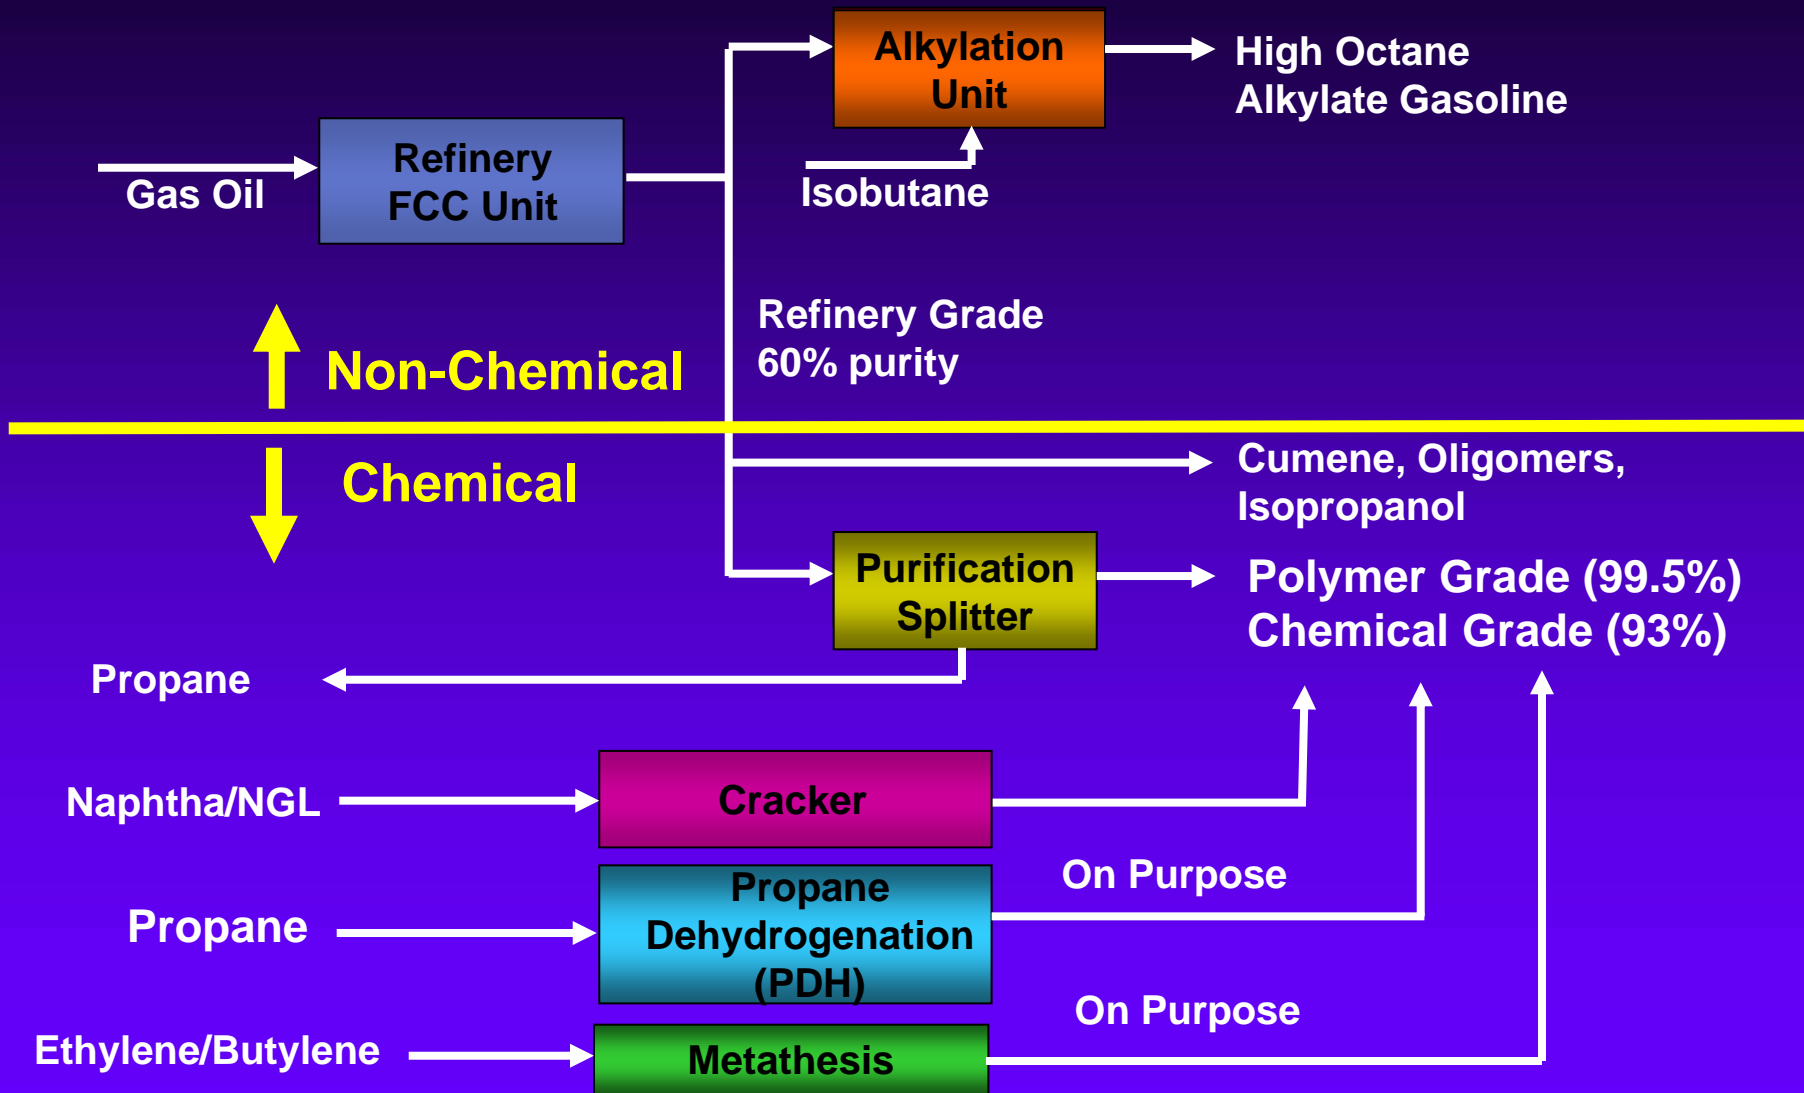 Alkylation
Unit
High Octane
Alkylate Gasoline
Refinery
FCC Unit
Gas Oil
Isobutane
Refinery Grade
60% purity
Non-Chemical
Chemical
Cumene, Oligomers,
Isopropanol
Purification
Splitter
Polymer Grade (99.5%)
Chemical Grade (93%)
Propane
Naphtha/NGL
Cracker
On Purpose
Propane
Propane
Dehydrogenation
(PDH)
On Purpose
Ethylene/Butylene
Metathesis